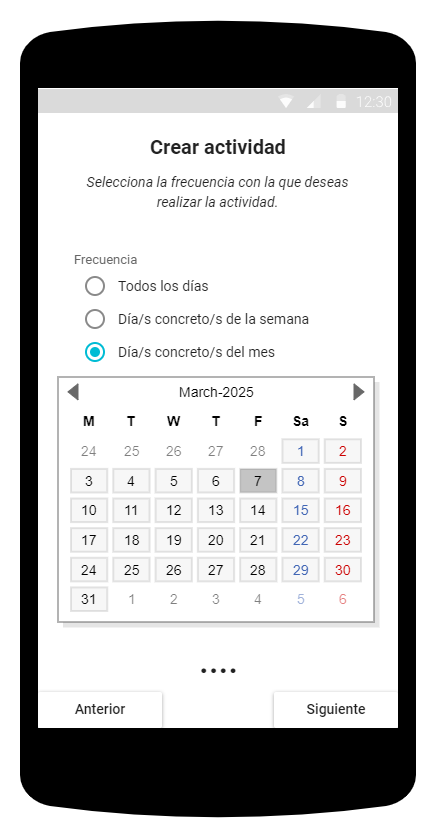 12:30
Crear actividad
Selecciona la frecuencia con la que deseas
realizar la actividad.
Frecuencia
Todos los días
Día/s concreto/s de la semana
Día/s concreto/s del mes
March-2025
M T W T F Sa S
24 25 26 27 28 1 2
3 4 5 6 7 8 9
10 11 12 13 14 15 16
17 18 19 20 21 22 23
24 25 26 27 28 29 30
31 1 2 3 4 5 6
Anterior Siguiente